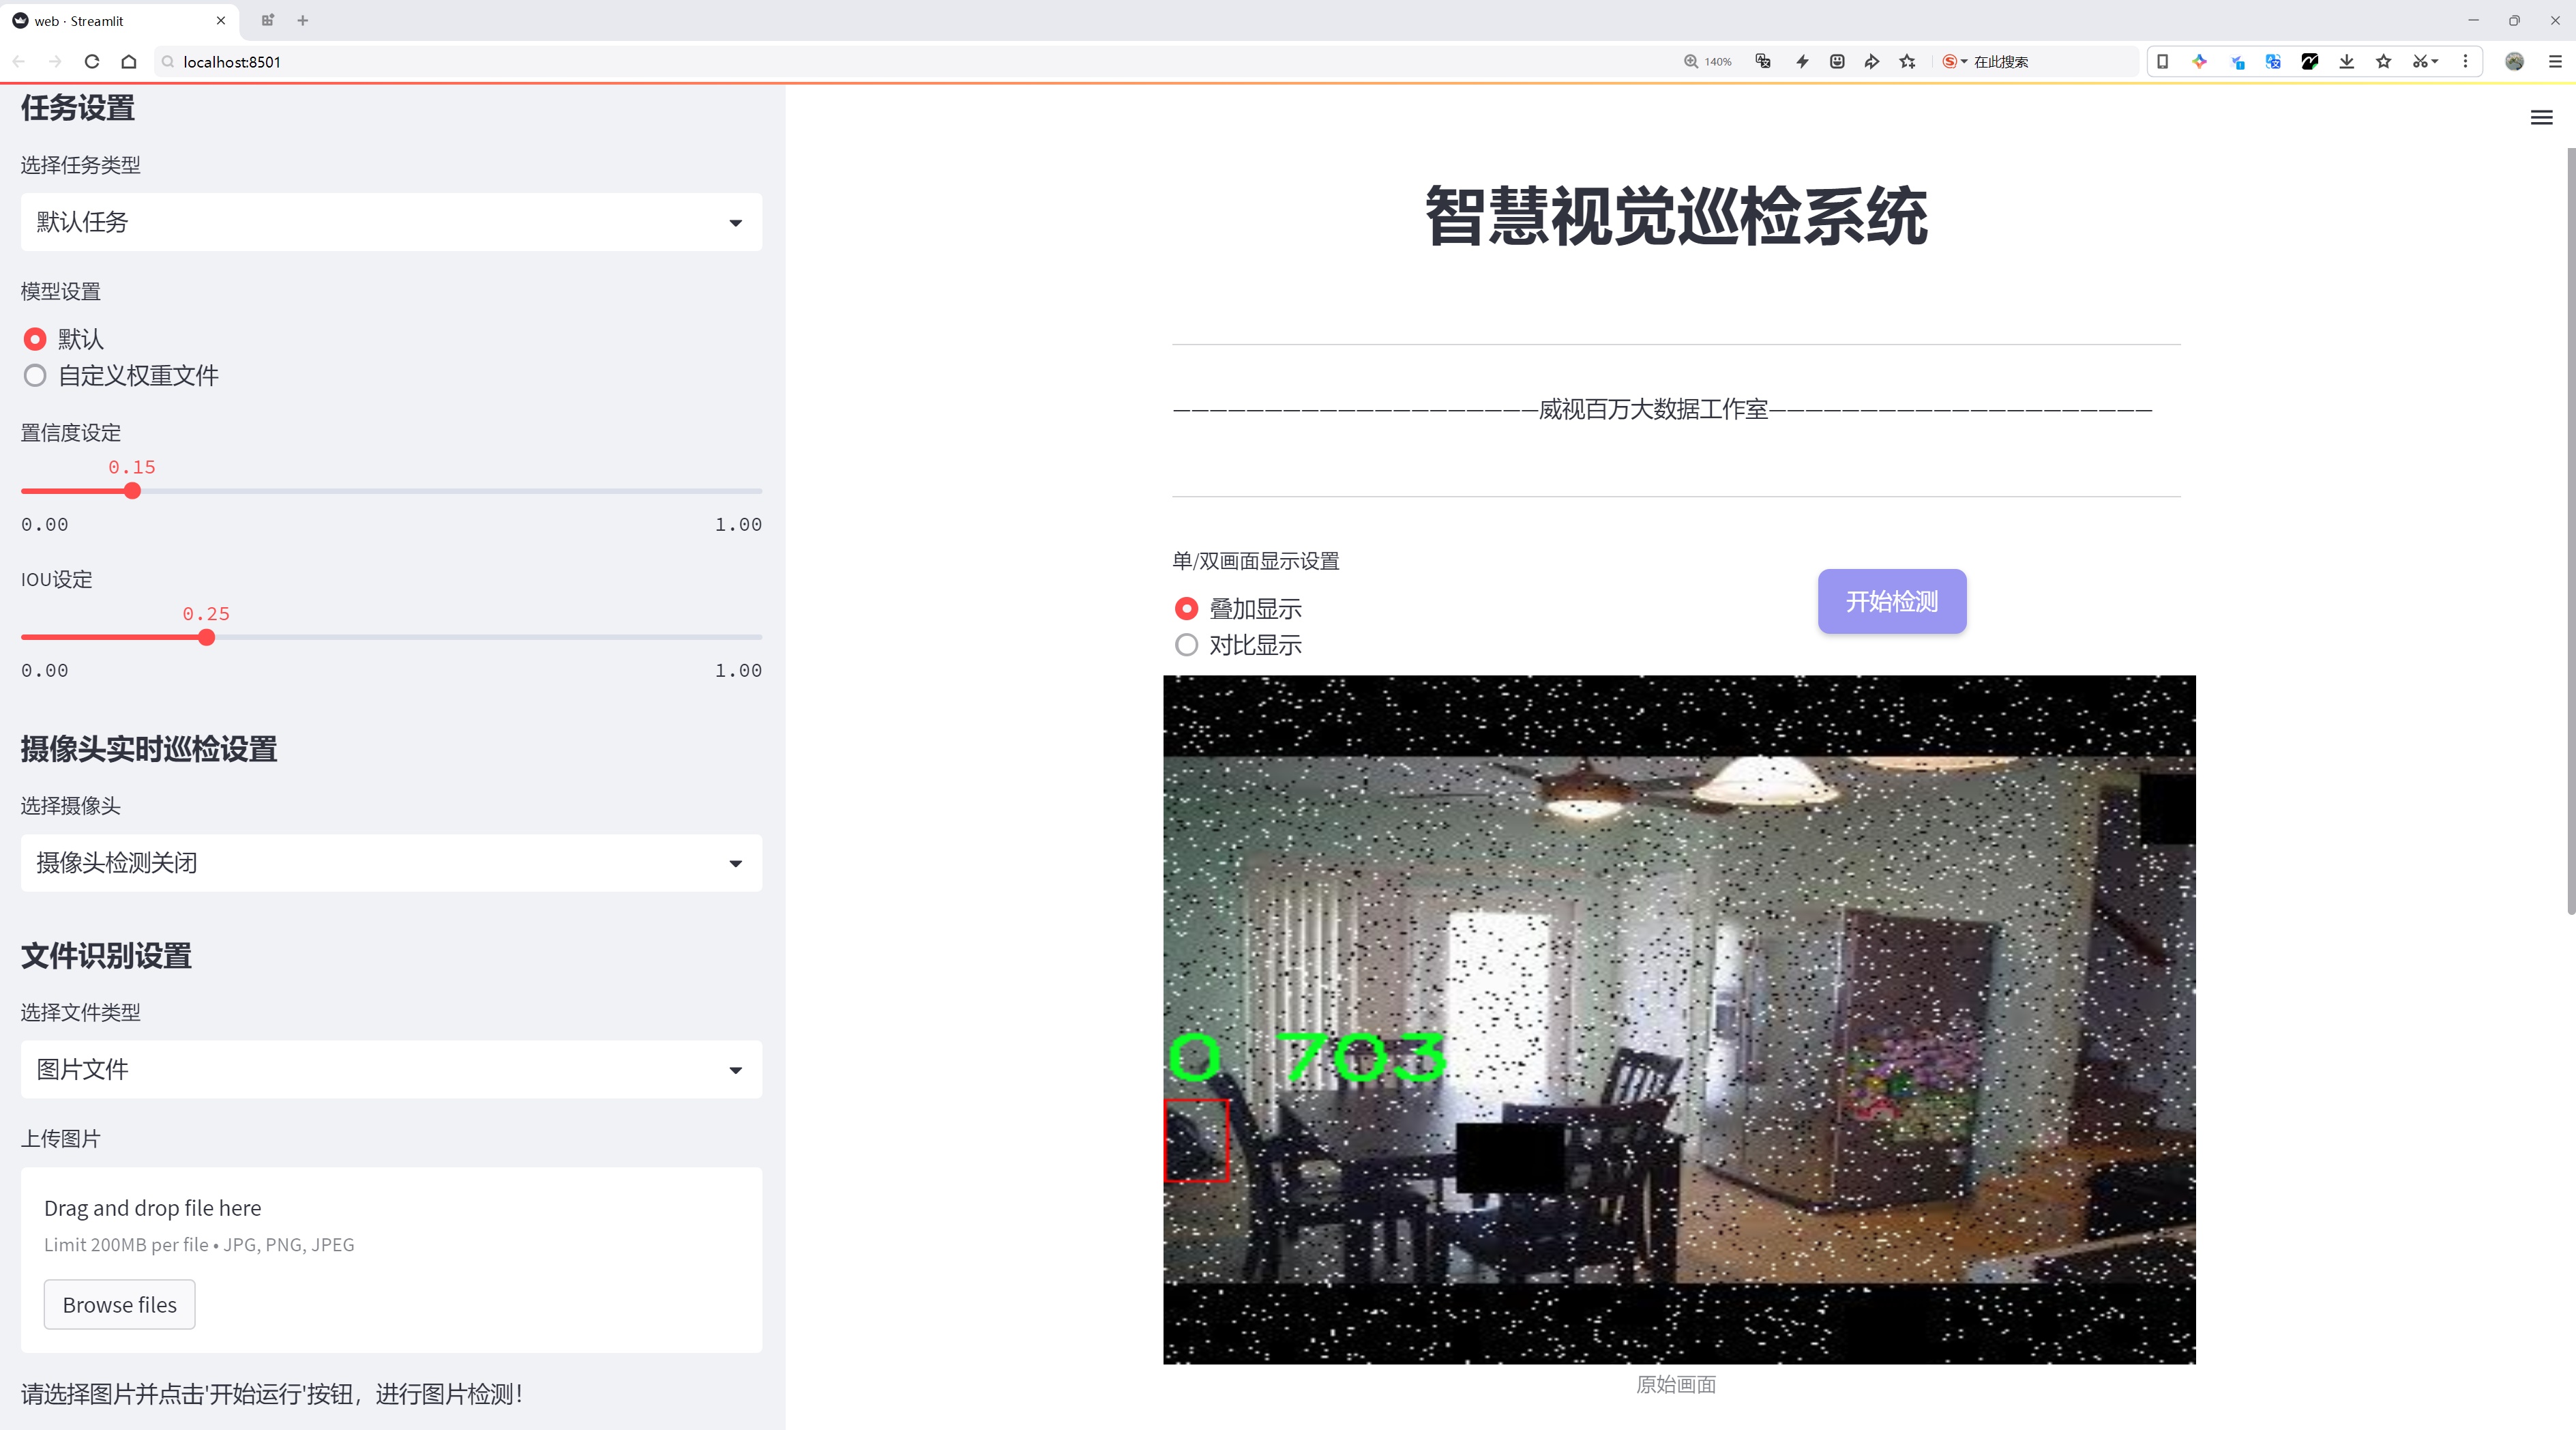 web · Streamlit
localhost:8501
140%
在此搜索
任务设置
选择任务类型
默认任务
模型设置
默认
自定义权重文件
置信度设定
0.15
0.00
1.00
IOU设定
0.25
0.00
1.00
摄像头实时巡检设置
选择摄像头
摄像头检测关闭
文件识别设置
选择文件类型
图片文件
上传图片
Drag and drop file here
Limit 200MB per file • JPG, PNG, JPEG
Browse files
请选择图片并点击'开始运行'按钮，进行图片检测！
智慧视觉巡检系统
————————————————————威视百万大数据工作室—————————————————————
单/双画面显示设置
叠加显示
对比显示
开始检测
0 703
原始画面